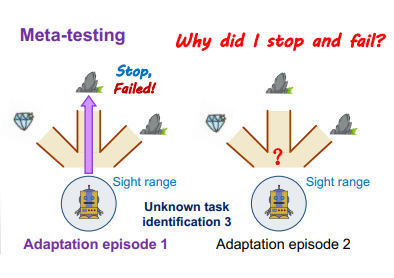 Meta-testing
Why did I stop and fail?
Stop,
Failed!
?
Sight range
Sight range
Unknown task
identification 3
Adaptation episode 1
Adaptation episode 2